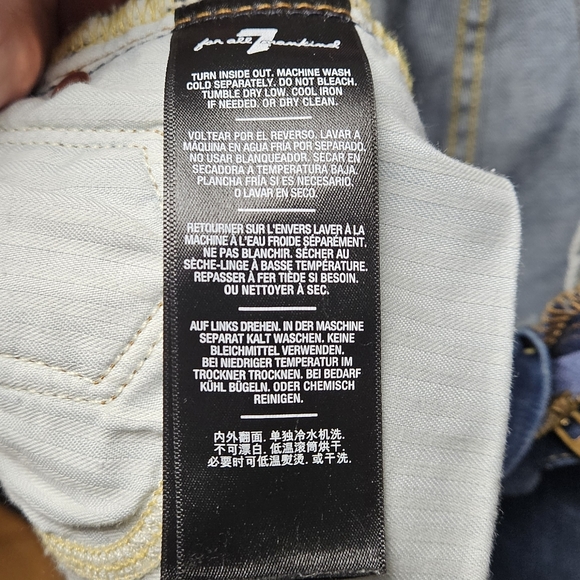 7
for all mankind
TURN INSIDE OUT. MACHINE WASH
COLD SEPARATELY. DO NOT BLEACH.
TUMBLE DRY LOW. COOL IRON
IF NEEDED. OR DRY CLEAN.
VOLTEAR POR EL REVERSO. LAVAR A
MÁQUINA EN AGUA FRÍA POR SEPARADO.
NO USAR BLANQUEADOR. SECAR EN
SECADORA A TEMPERATURA BAJA.
PLANCHA FRÍA SI ES NECESARIO,
O LAVAR EN SECO.
RETOURNER SUR L'ENVERS LAVER À LA
MACHINE À L'EAU FROIDE SÉPARÉMENT.
NE PAS BLANCHIR. SÉCHER AU
SÈCHE-LINGE À BASSE TEMPÉRATURE.
REPASSER À FER TIÈDE SI BESOIN.
OU NETTOYER À SEC.
AUF LINKS DREHEN. IN DER MASCHINE
SEPARAT KALT WASCHEN. KEINE
BLEICHMITTEL VERWENDEN.
BEI NIEDRIGER TEMPERATUR IM
TROCKNER TROCKNEN. BEI BEDARF
KÜHL BÜGELN. ODER CHEMISCH
REINIGEN.
内外翻面. 单独冷水机洗.
不可漂白. 低温滚筒烘干.
必要时可低温熨烫. 或干洗.